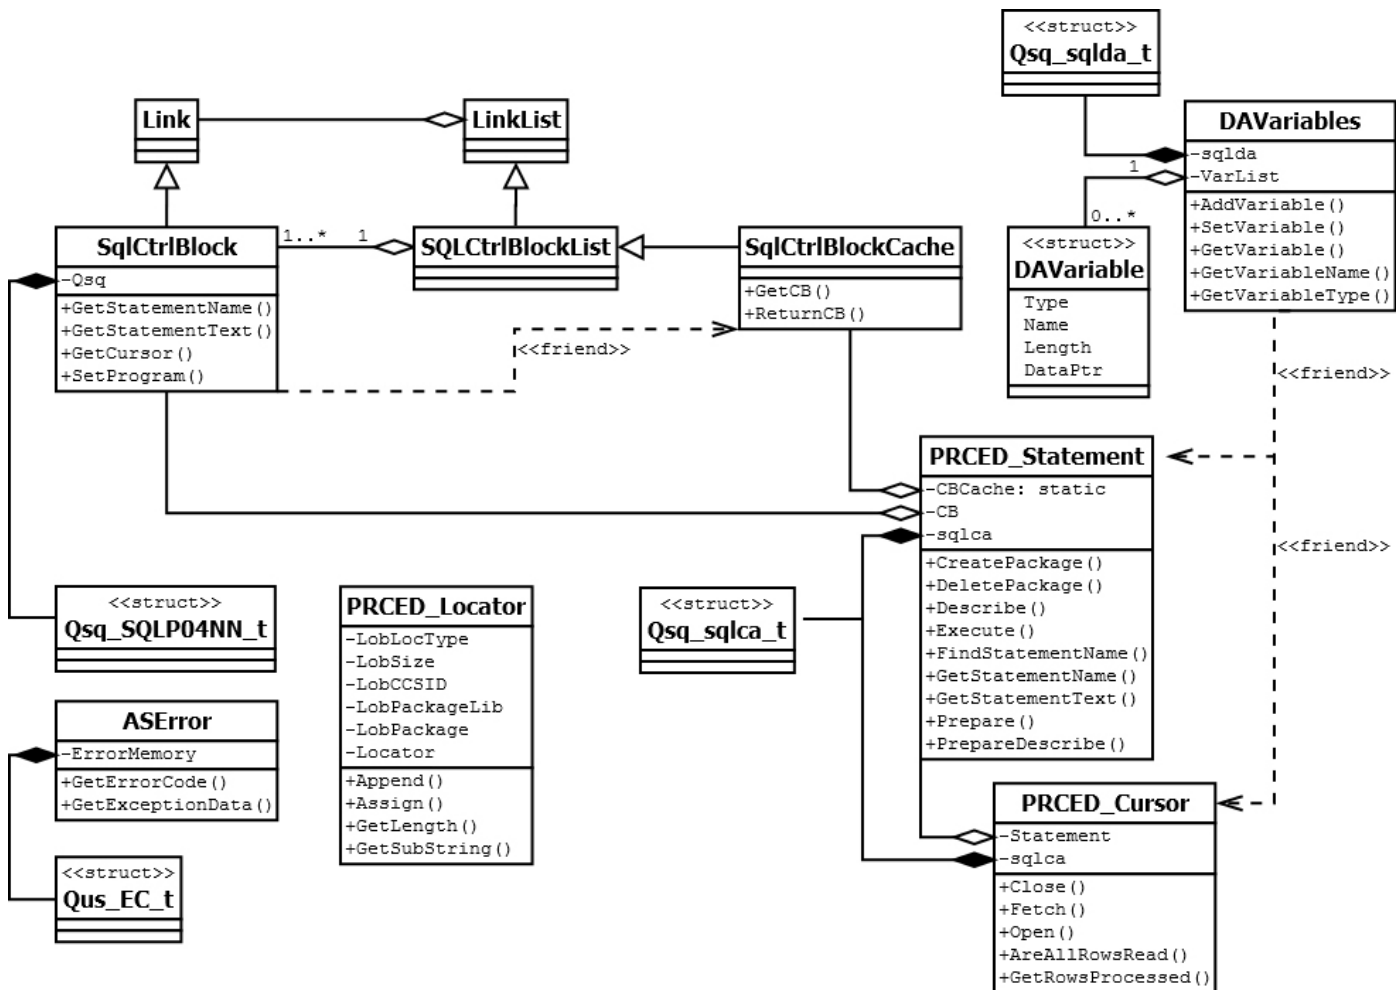 <<struct>>
Qsq_sqlda_t
Link
LinkList
DAVariables
-sqlda
-VarList
+AddVariable()
+SetVariable()
+GetVariable()
+GetVariableName()
+GetVariableType()
1
0..*
<<struct>>
DAVariable
Type
Name
Length
DataPtr
SqlCtrlBlock
-Qsq
+GetStatementName()
+GetStatementText()
+GetCursor()
+SetProgram()
1..*
1
SQLCtrlBlockList
SqlCtrlBlockCache
+GetCB()
+ReturnCB()
<<friend>>
<<friend>>
<<friend>>
PRCED_Statement
-CBCache: static
-CB
-sqlca
+CreatePackage()
+DeletePackage()
+Describe()
+Execute()
+FindStatementName()
+GetStatementName()
+GetStatementText()
+Prepare()
+PrepareDescribe()
<<struct>>
Qsq_SQLP04NN_t
PRCED_Locator
-LobLocType
-LobSize
-LobCCSID
-LobPackageLib
-LobPackage
-Locator
+Append()
+Assign()
+GetLength()
+GetSubString()
<<struct>>
Qsq_sqlca_t
ASError
-ErrorMemory
+GetErrorCode()
+GetExceptionData()
<<struct>>
Qus_EC_t
PRCED_Cursor
-Statement
-sqlca
+Close()
+Fetch()
+Open()
+AreAllRowsRead()
+GetRowsProcessed()